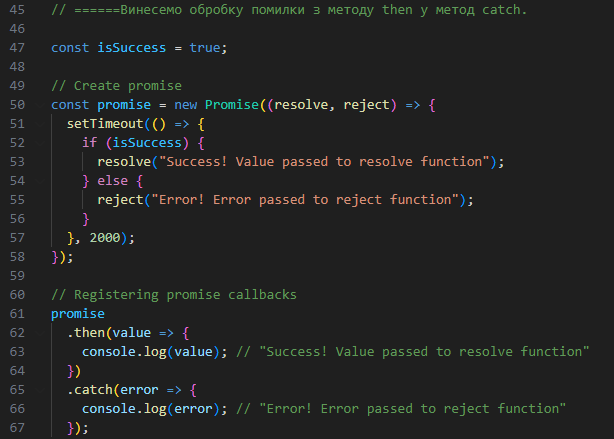 45 // ======Винесемо обробку помилки з методу then у метод catch.
46
47 const isSuccess = true;
48
49 // Create promise
50 const promise = new Promise((resolve, reject) => {
51   setTimeout(() => {
52     if (isSuccess) {
53       resolve("Success! Value passed to resolve function");
54     } else {
55       reject("Error! Error passed to reject function");
56     }
57   }, 2000);
58 });
59
60 // Registering promise callbacks
61 promise
62   .then(value => {
63     console.log(value); // "Success! Value passed to resolve function"
64   })
65   .catch(error => {
66     console.log(error); // "Error! Error passed to reject function"
67   });